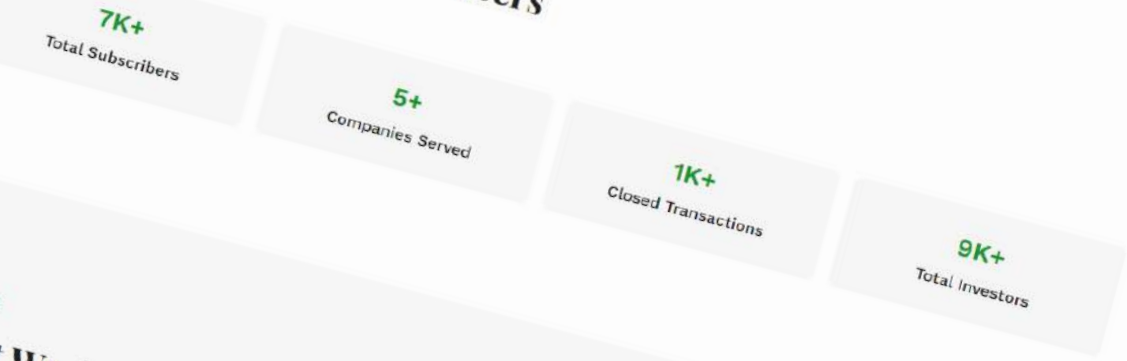 7K+
Total Subscribers
5+
Companies Served
1K+
Closed Transactions
9K+
Total Investors